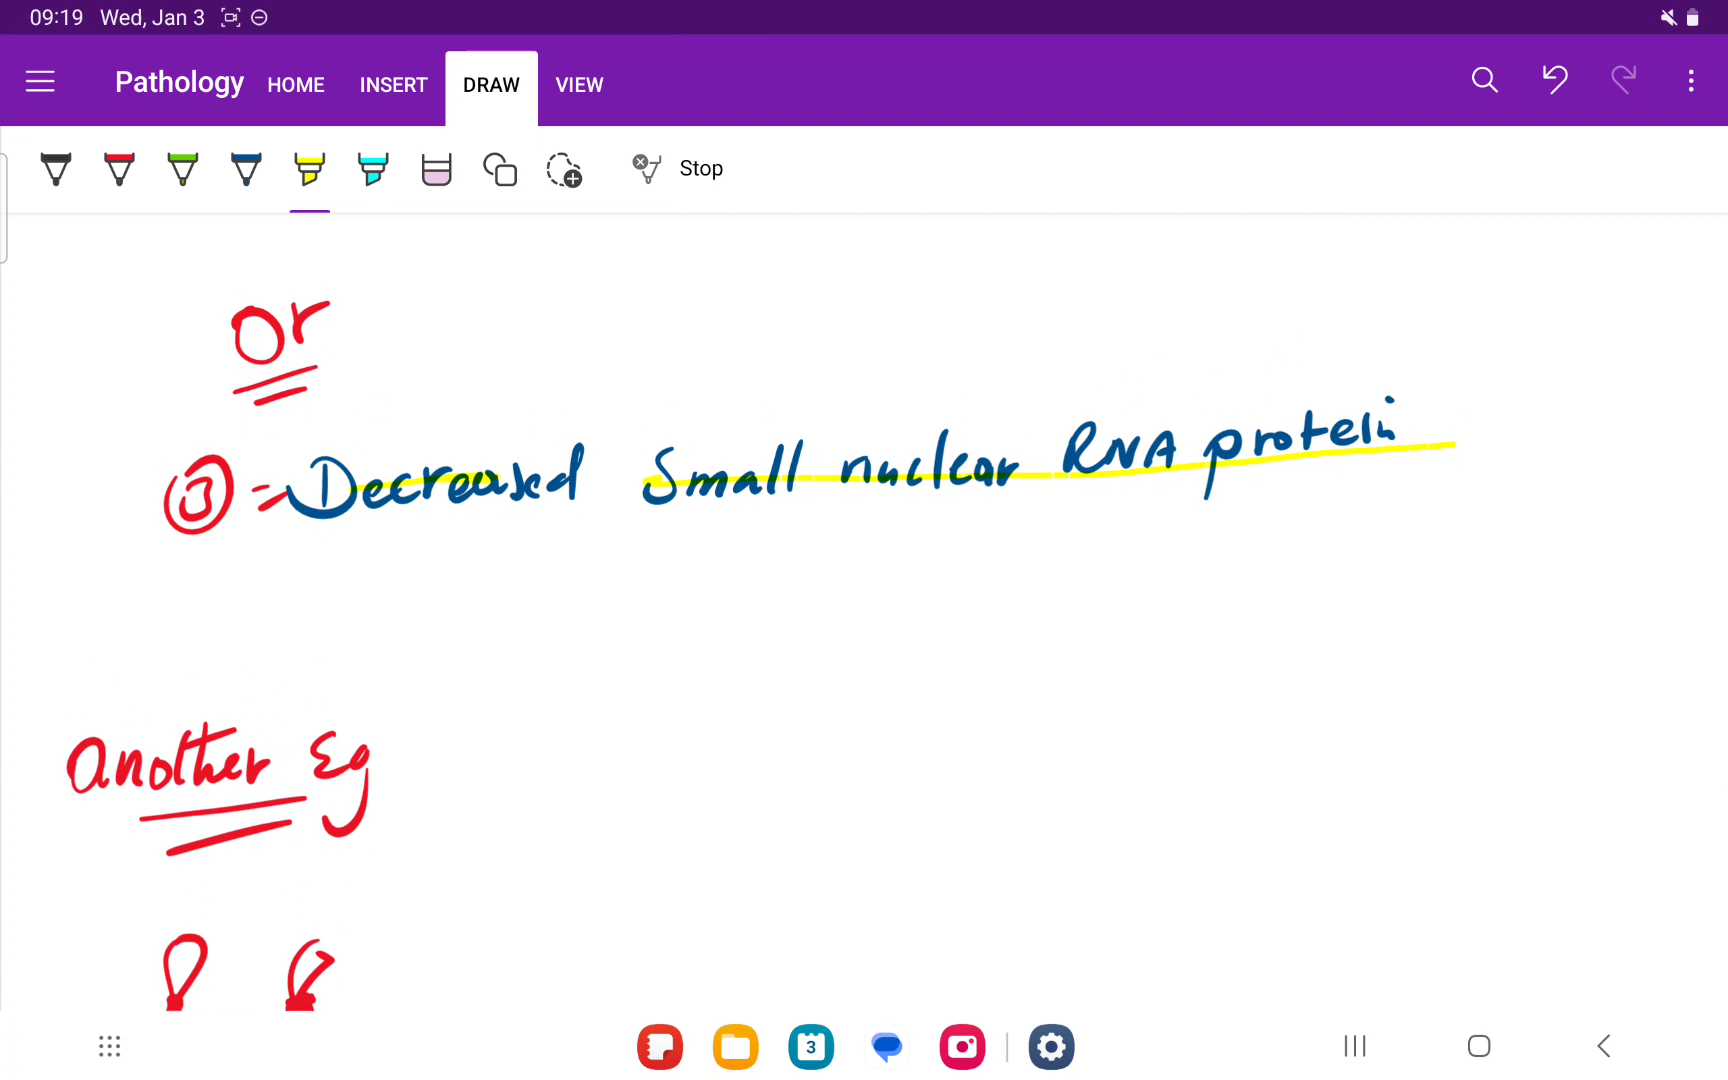 09:19 Wed, Jan 3
Pathology HOME INSERT DRAW VIEW
Stop
Or
③ = Decreased Small nuclear RNA protein
Another Eg
3